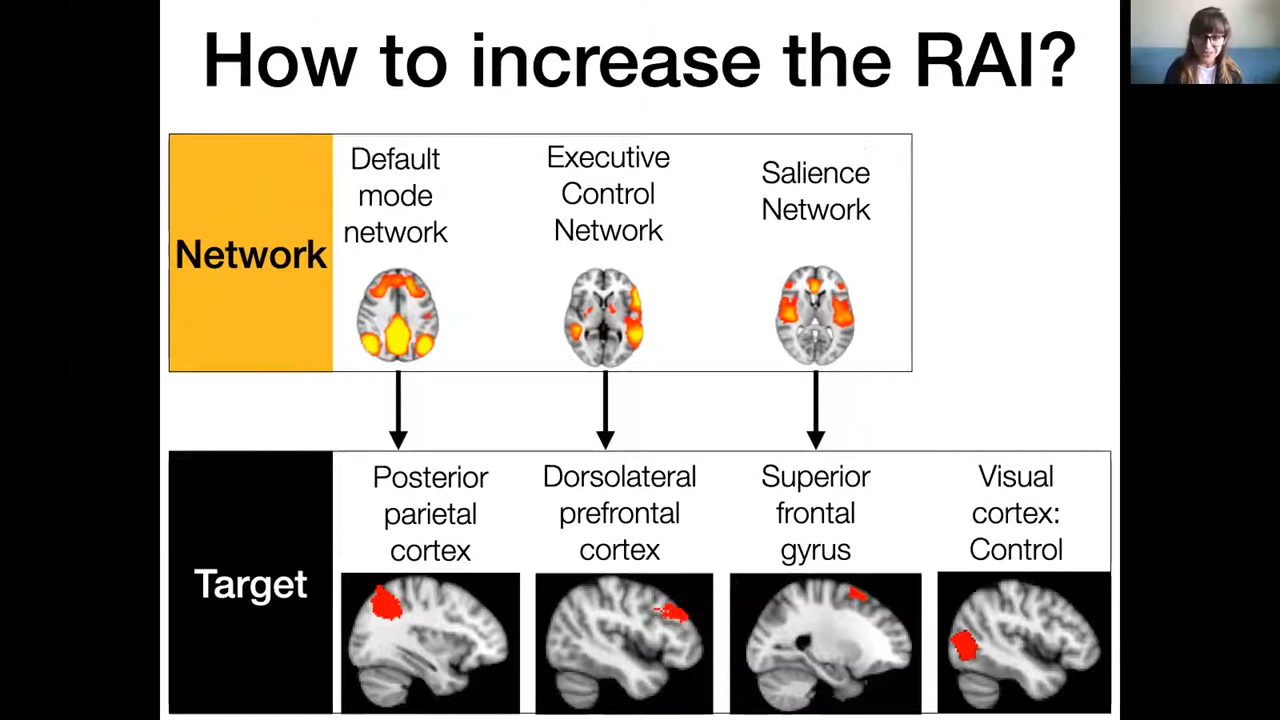 How to increase the RAI?
Network
Default
mode
network
Executive
Control
Network
Salience
Network
Target
Posterior
parietal
cortex
Dorsolateral
prefrontal
cortex
Superior
frontal
gyrus
Visual
cortex:
Control